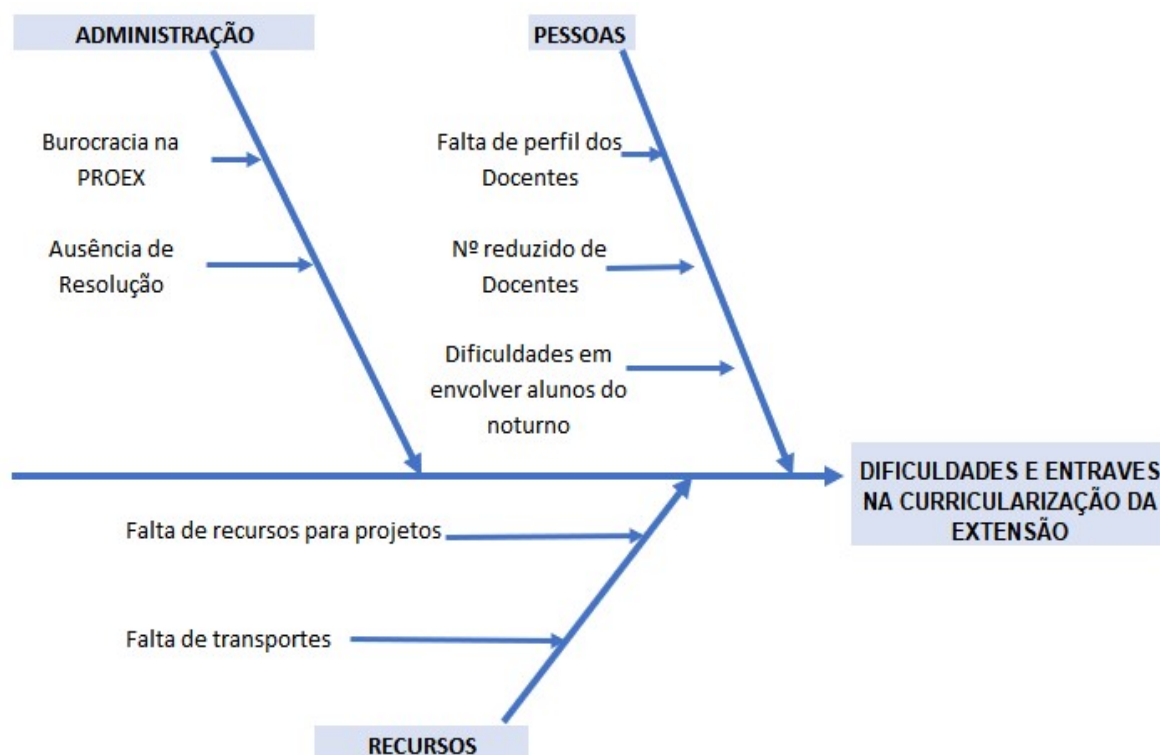 ADMINISTRAÇÃO
PESSOAS
Burocracia na
PROEX
Falta de perfil dos
Docentes
Ausência de
Resolução
Nº reduzido de
Docentes
Dificuldades em
envolver alunos do
noturno
DIFICULDADES E ENTRAVES
NA CURRICULARIZAÇÃO DA
EXTENSÃO
Falta de recursos para projetos
Falta de transportes
RECURSOS